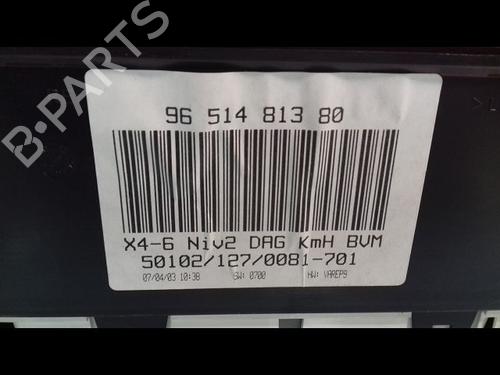 B-PARTS
96 514 813 80
X4-6 Niv2 DAG KmH BVM
50102/127/0081-701
07/04/03 10:38 SW: 0700 HW: VAREP9